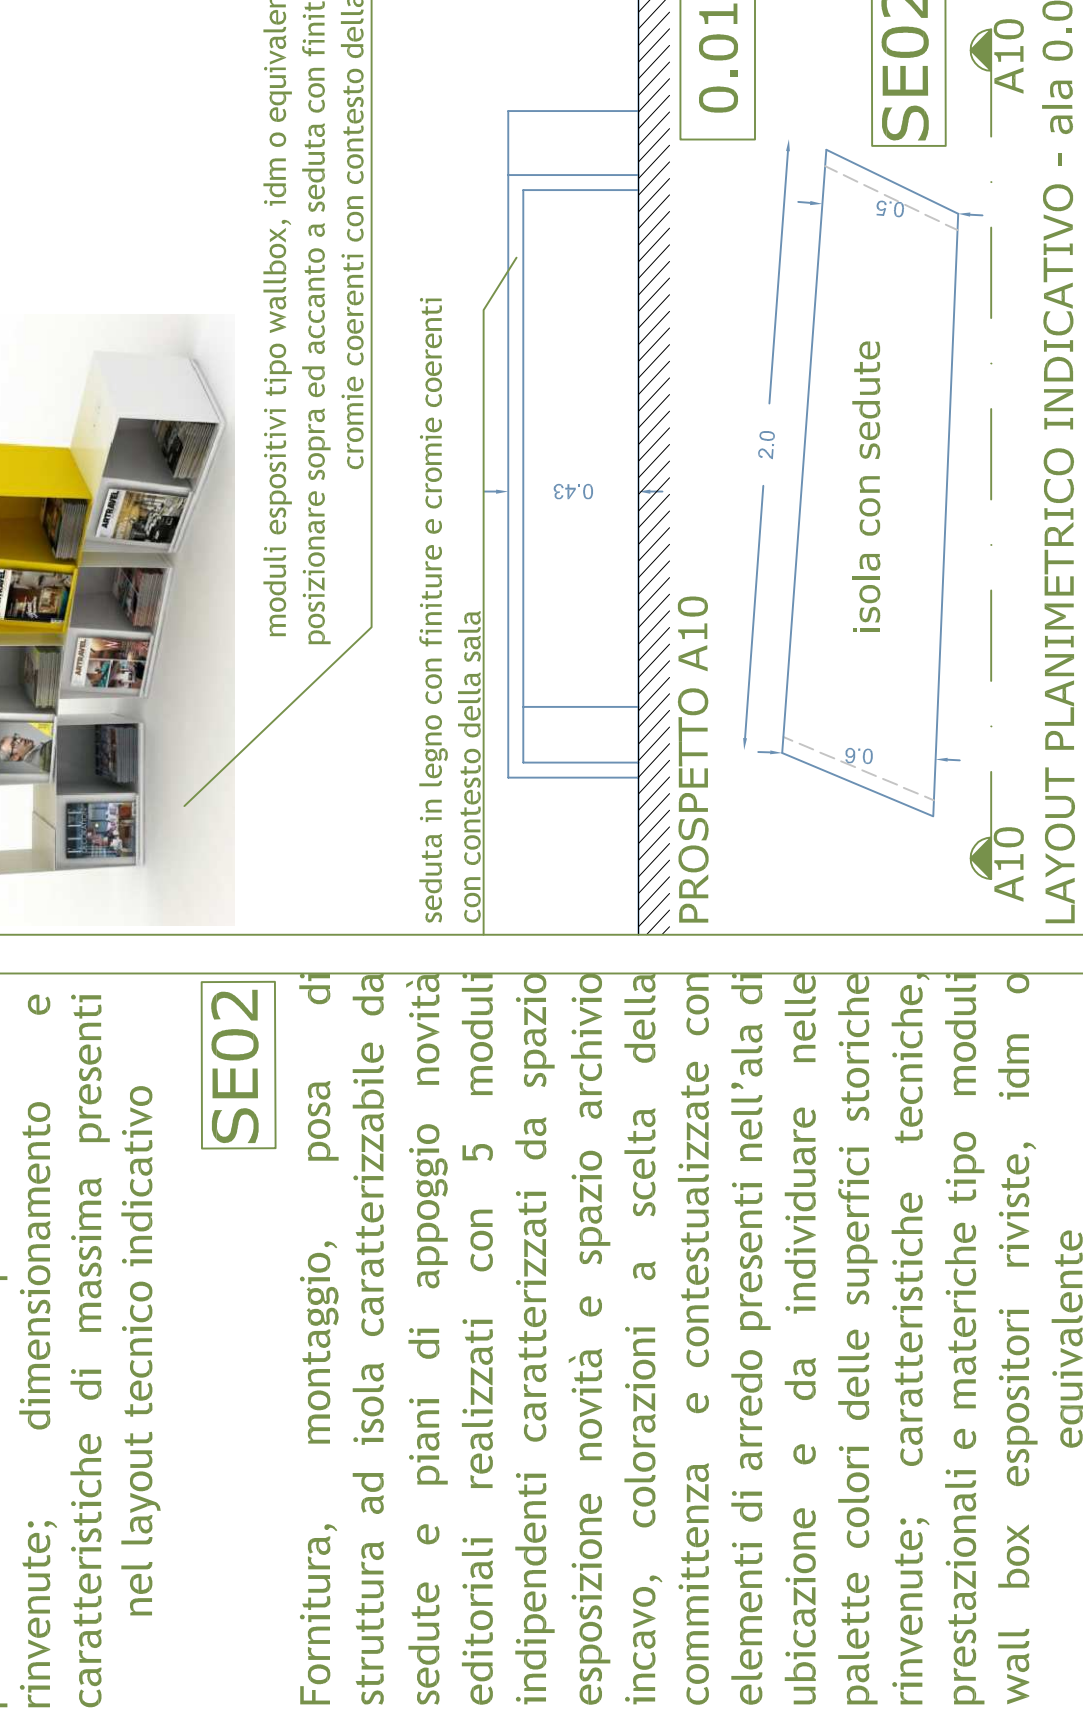 rinvenute; dimensionamento e
caratteristiche di massima presenti
nel layout tecnico indicativo
SE02
Fornitura, montaggio, posa di
struttura ad isola caratterizzabile da
sedute e piani di appoggio novità
editoriali realizzati con 5 moduli
indipendenti caratterizzati da spazio
esposizione novità e spazio archivio
incavo, colorazioni a scelta della
committenza e contestualizzate con
elementi di arredo presenti nell'ala di
ubicazione e da individuare nelle
palette colori delle superfici storiche
rinvenute; caratteristiche tecniche,
prestazionali e materiche tipo moduli
wall box espositori riviste, idm o
equivalente
ARTRAVEL
ARTRAVEL
moduli espositivi tipo wallbox, idm o equivalen
posizionare sopra ed accanto a seduta con finit
cromie coerenti con contesto della
seduta in legno con finiture e cromie coerenti
con contesto della sala
0.43
PROSPETTO A10
0.01
2.0
SE02
0.6
isola con sedute
0.5
A10
A10
LAYOUT PLANIMETRICO INDICATIVO - ala 0.0